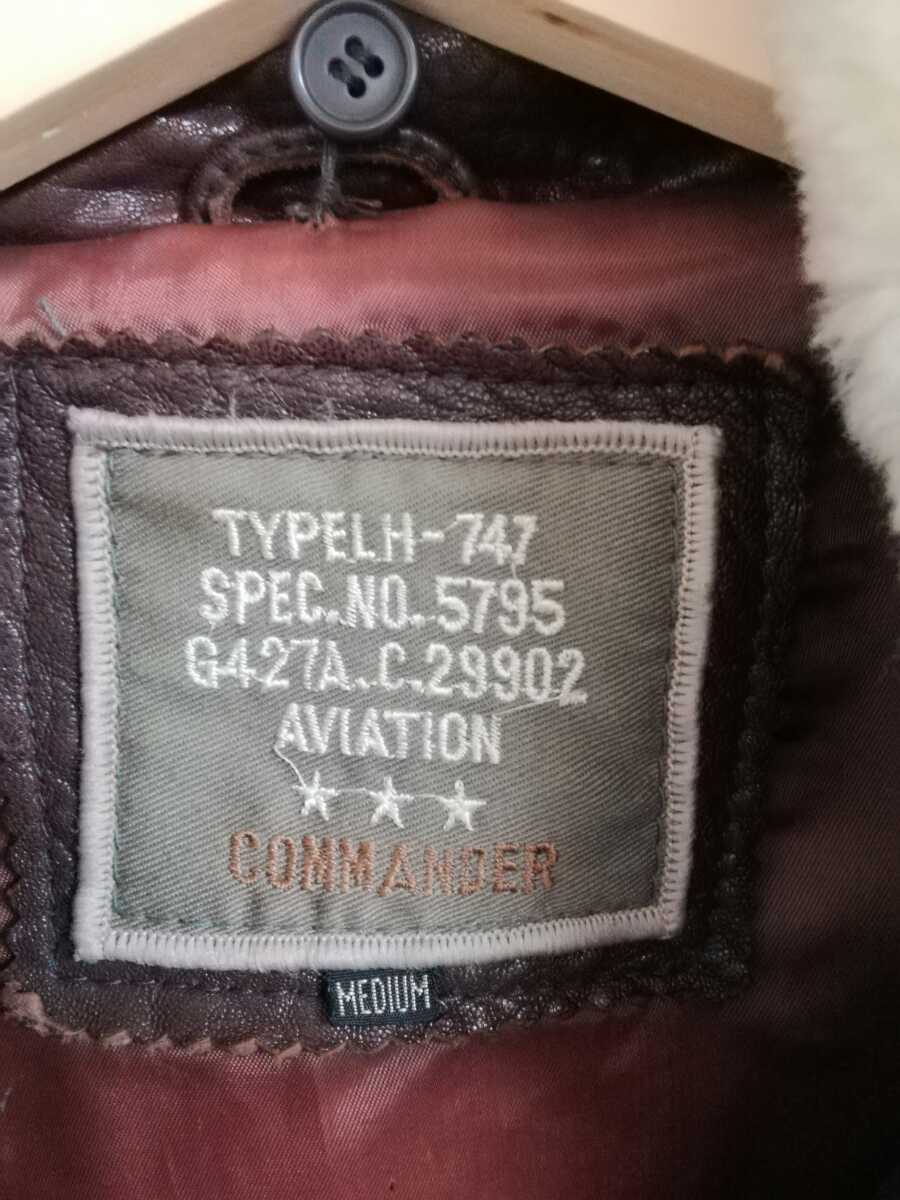 TYPELH-747
SPEC.NO.5795
G427A.C.29902
AVIATION
COMMANDER
MEDIUM